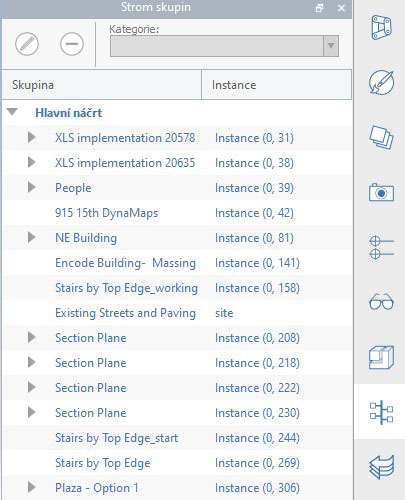 Strom skupin
Kategorie:
Skupina Instance
Hlavní náčrt
XLS implementation 20578 Instance (0, 31)
XLS implementation 20635 Instance (0, 38)
People Instance (0, 39)
915 15th DynaMaps Instance (0, 42)
NE Building Instance (0, 81)
Encode Building- Massing Instance (0, 141)
Stairs by Top Edge_working Instance (0, 158)
Existing Streets and Paving site
Section Plane Instance (0, 208)
Section Plane Instance (0, 218)
Section Plane Instance (0, 222)
Section Plane Instance (0, 230)
Stairs by Top Edge_start Instance (0, 244)
Stairs by Top Edge Instance (0, 269)
Plaza - Option 1 Instance (0, 306)